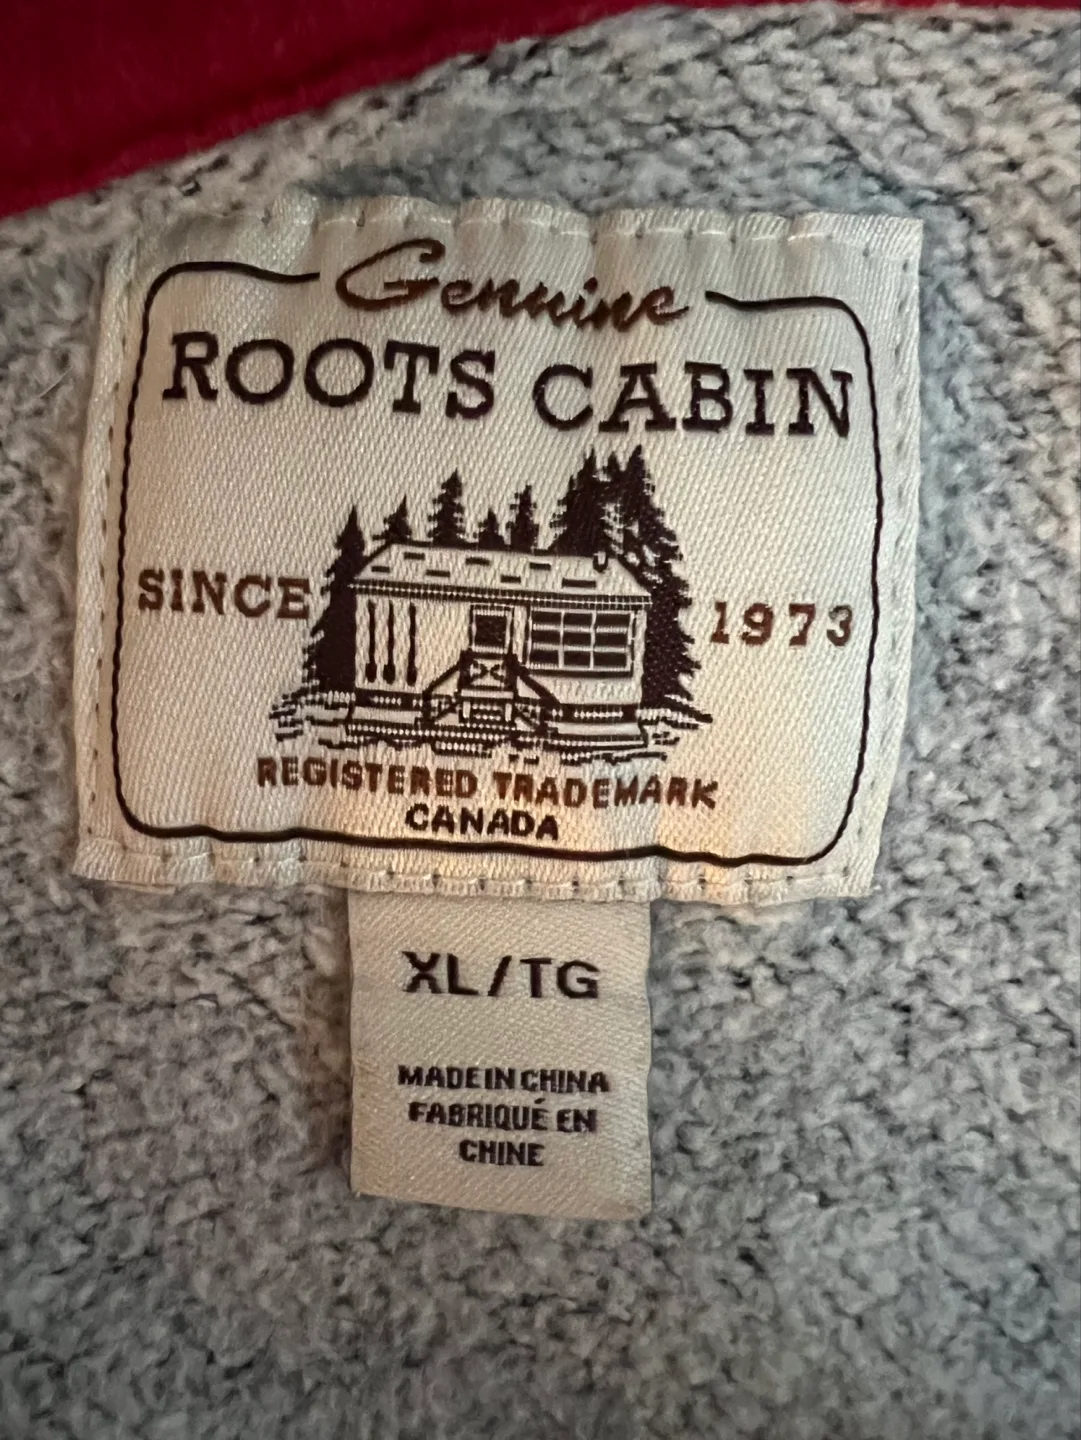 Genuine
ROOTS CABIN
SINCE 1973
REGISTERED TRADEMARK
CANADA
XL/TG
MADE IN CHINA
FABRIQUÉ EN
CHINE